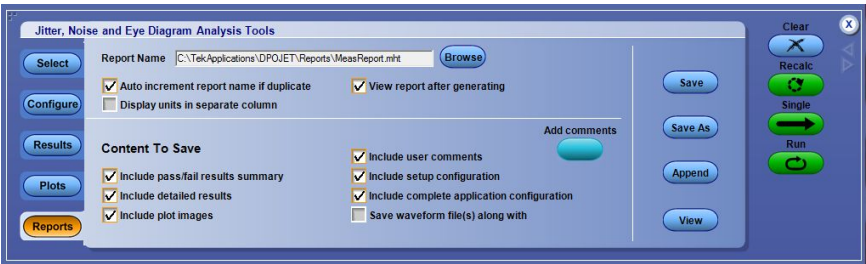 Jitter, Noise and Eye Diagram Analysis Tools
Clear
X
Select
Report Name C:\TekApplications\DPOJET\Reports\MeasReport.mht Browse
Recalc
Auto increment report name if duplicate
View report after generating
Save
Configure
Display units in separate column
Single
Results
Content To Save
Add comments
Save As
Run
Include user comments
Plots
Include pass/fail results summary
Include setup configuration
Append
Include detailed results
Include complete application configuration
Reports
Include plot images
Save waveform file(s) along with
View